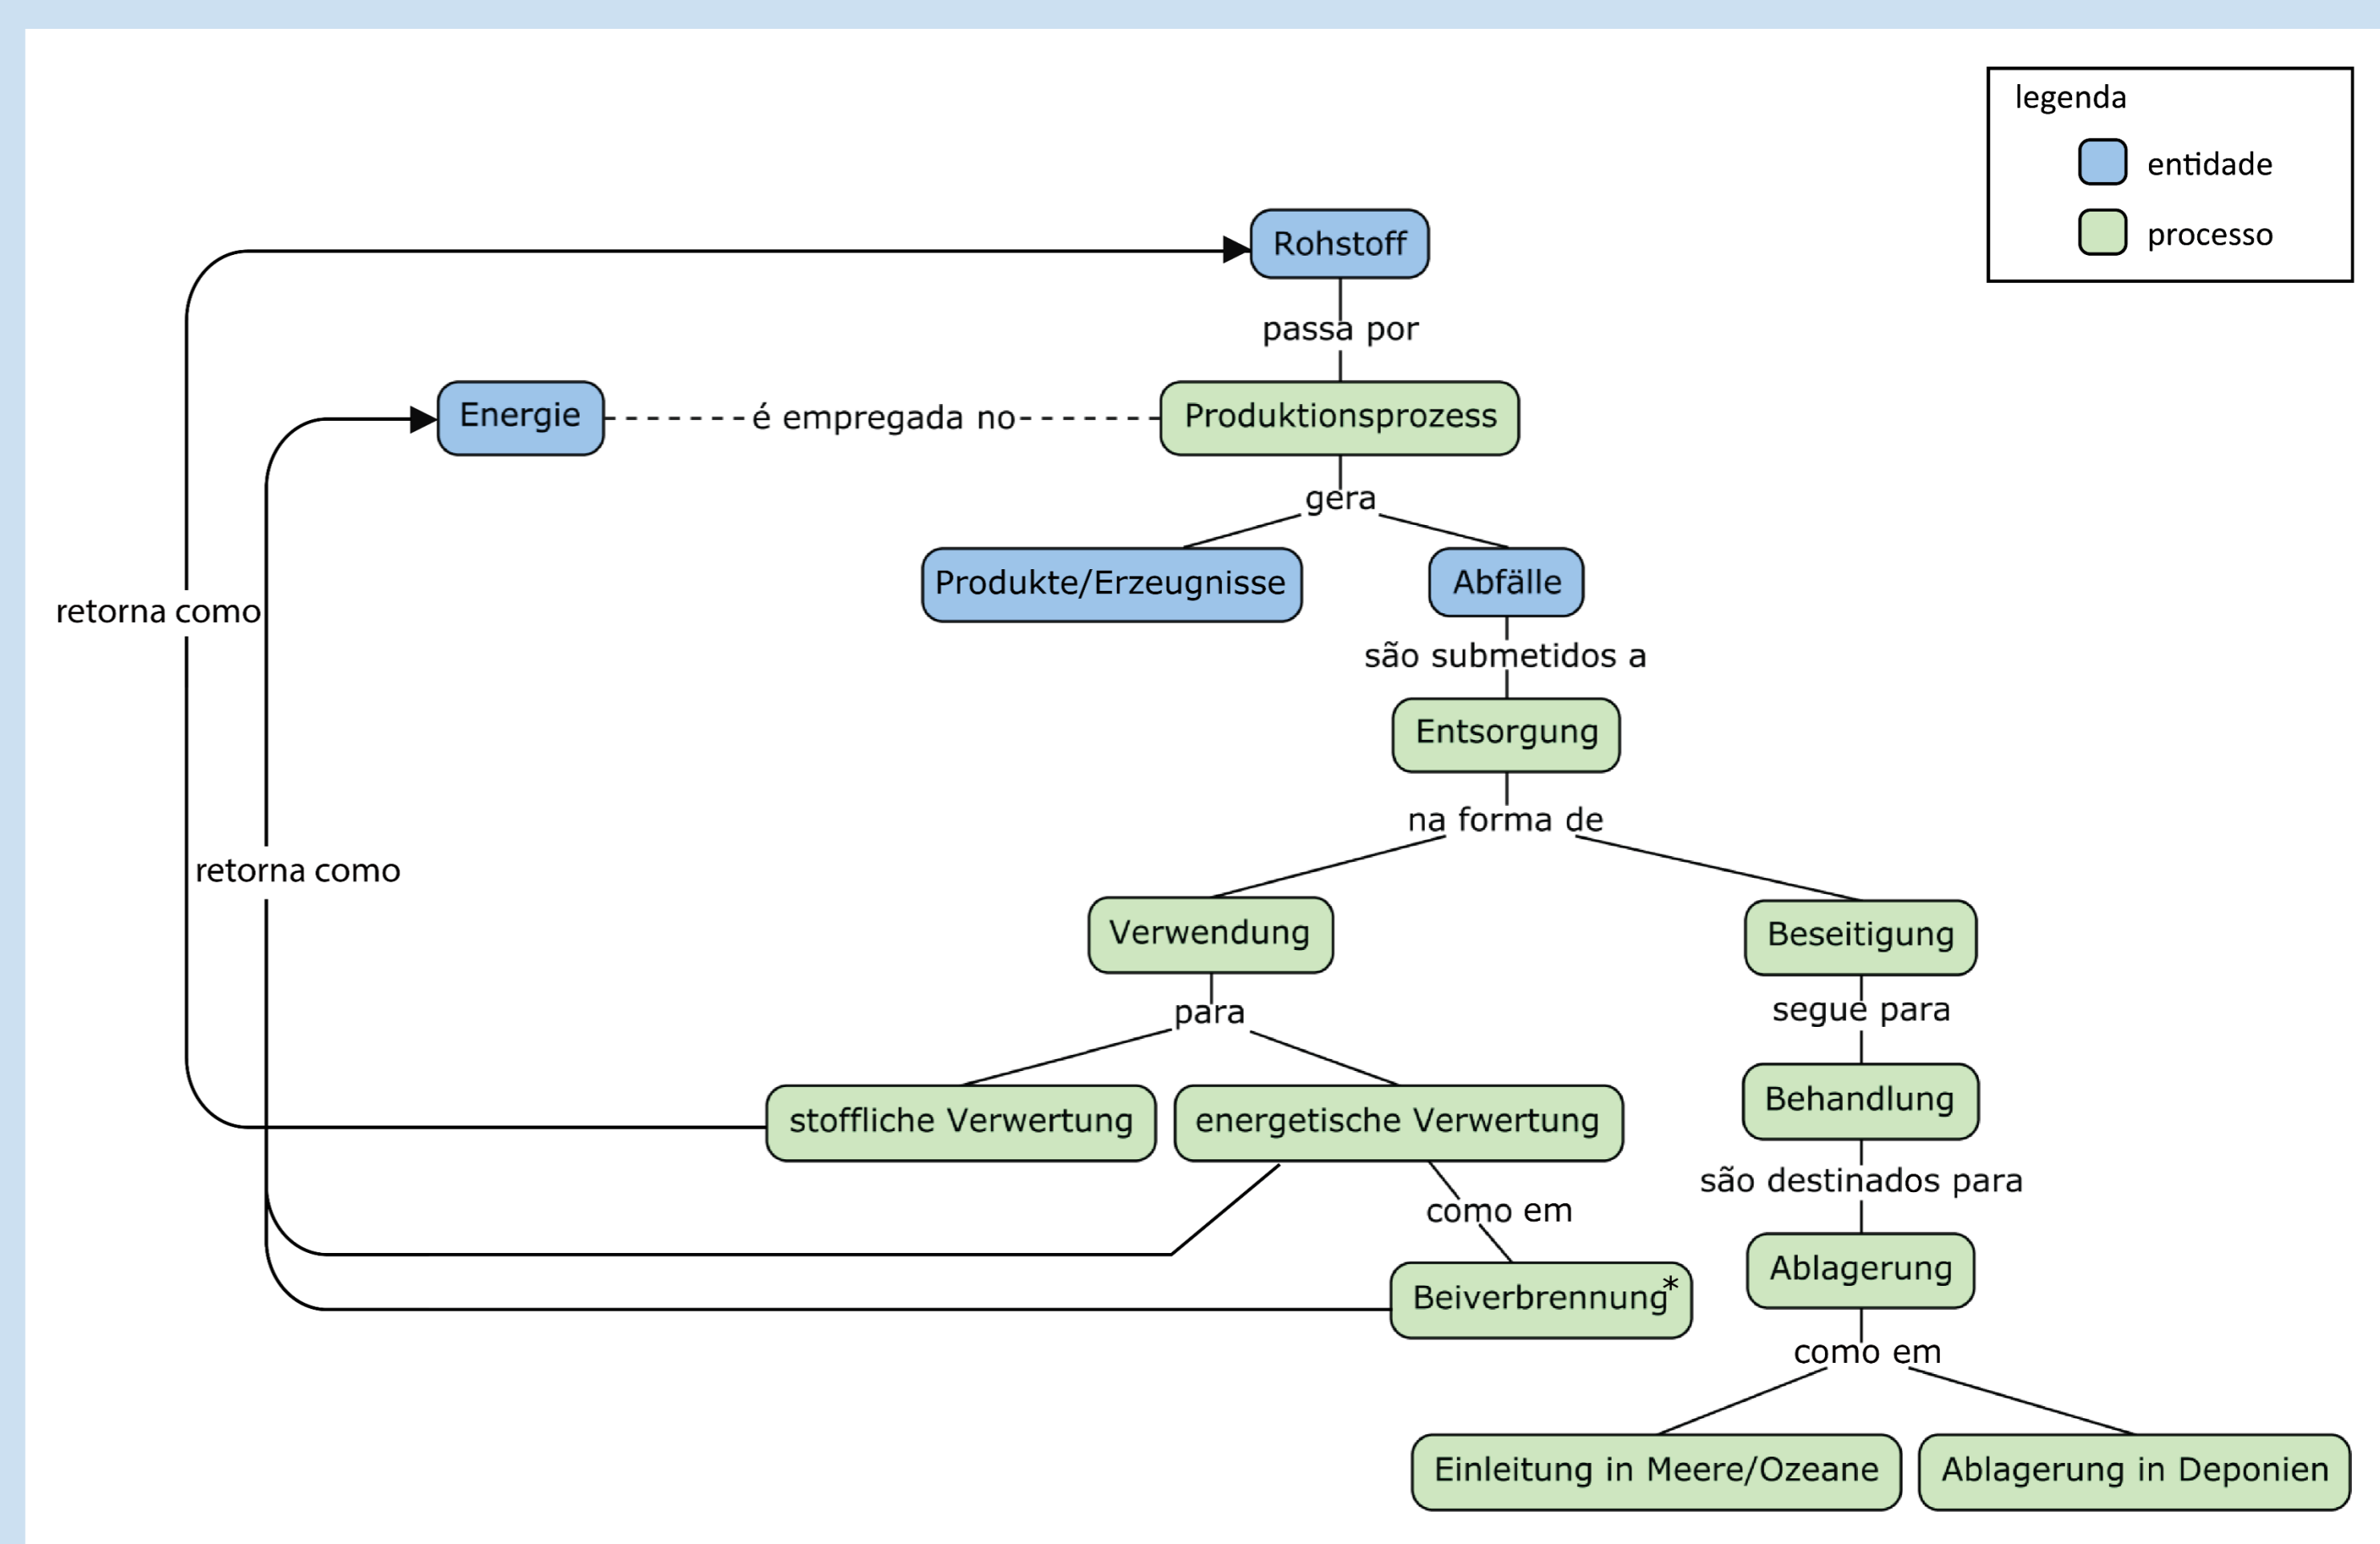 legenda
entidade
processo
Rohstoff
passa por
Energie
é empregada no
Produktionsprozess
gera
Produkte/Erzeugnisse
Abfälle
retorna como
são submetidos a
Entsorgung
na forma de
retorna como
Verwendung
Beseitigung
para
segue para
stoffliche Verwertung
energetische Verwertung
Behandlung
são destinados para
como em
Beiverbrennung*
Ablagerung
como em
Einleitung in Meere/Ozeane
Ablagerung in Deponien